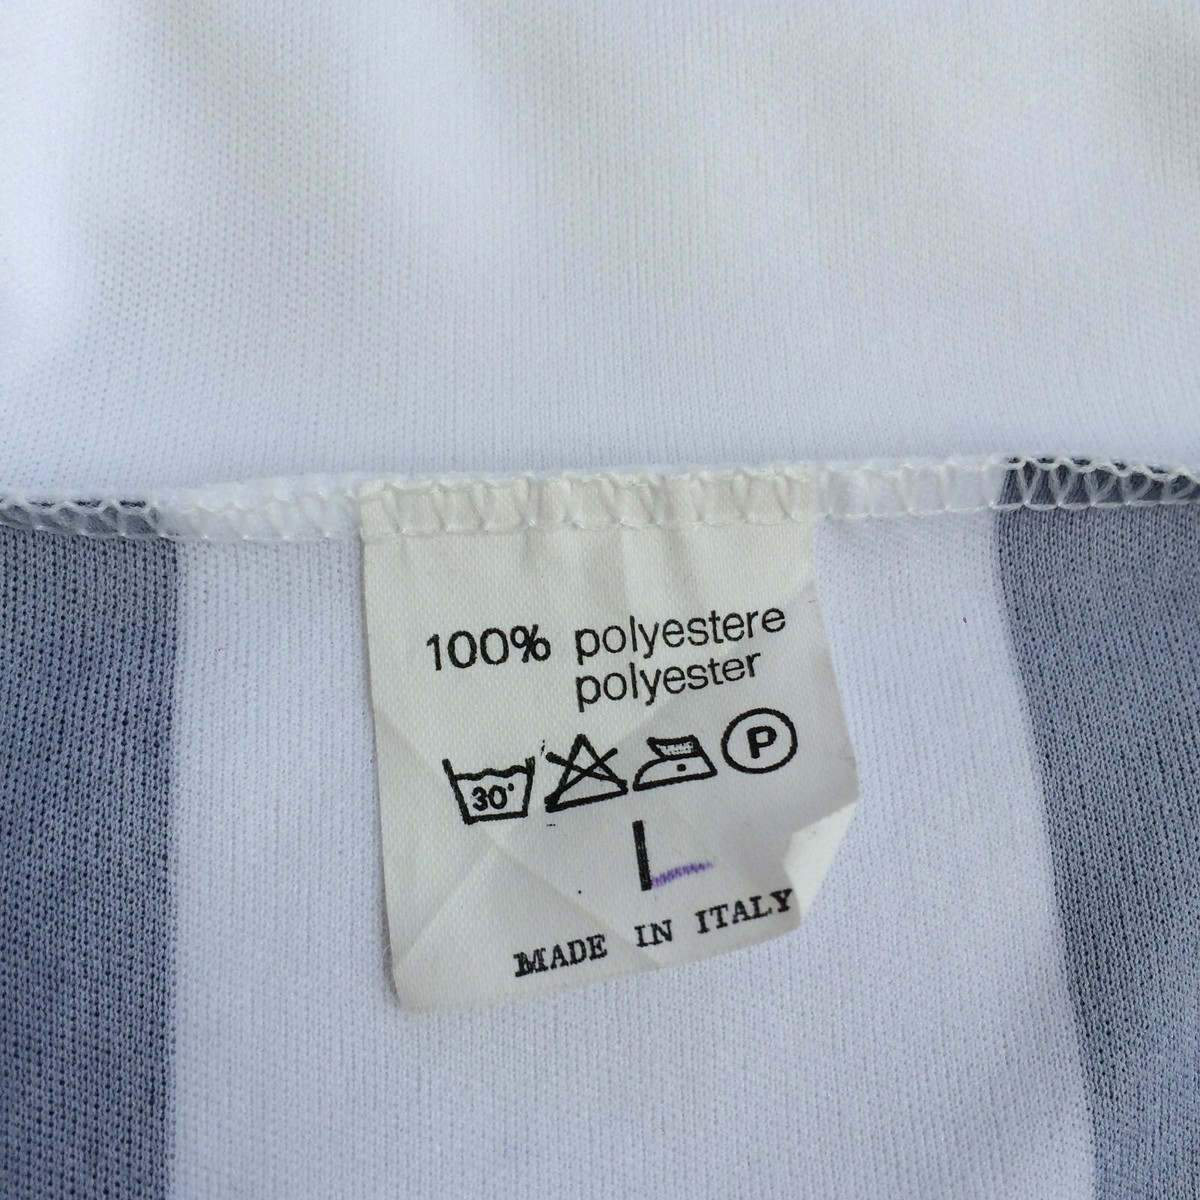 100% polyestere
polyester
30°
P
L
MADE IN ITALY